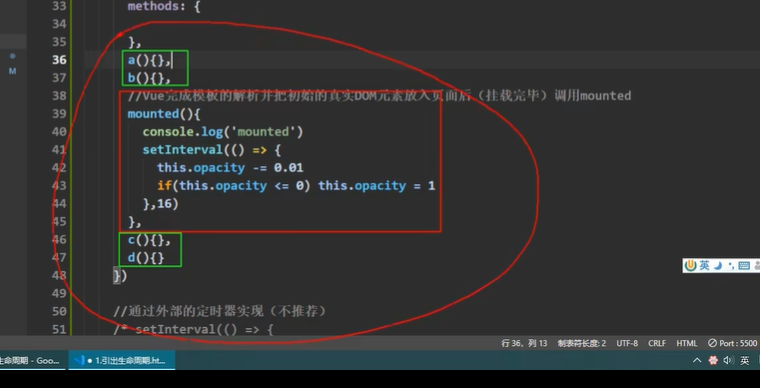 33 methods: {
34
35 },
36 a(){},
37 b(){},
38 //Vue完成模板的解析并把初始的真实DOM元素放入页面后（挂载完毕）调用mounted
39 mounted(){
40 console.log('mounted')
41 setInterval(() => {
42 this.opacity -= 0.01
43 if(this.opacity <= 0) this.opacity = 1
44 },16)
45 },
46 c(){},
47 d(){}
48 })
49
50 //通过外部的定时器实现（不推荐）
51 /* setInterval(() => {
M
英
行 36，列 13 制表符长度: 2 UTF-8 CRLF HTML Port : 5500
生命周期 - Goo... 1.引出生命周期.ht... 英